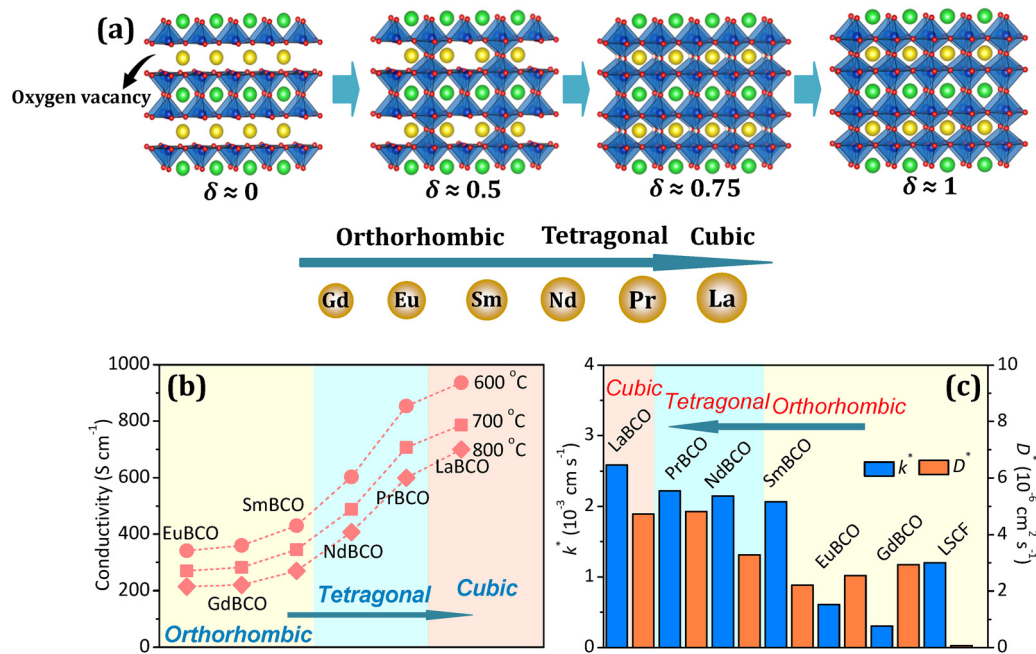 (a)
Oxygen vacancy
δ ≈ 0
δ ≈ 0.5
δ ≈ 0.75
δ ≈ 1
Orthorhombic Tetragonal Cubic
Gd Eu Sm Nd Pr La
(b)
Conductivity (S cm⁻¹)
1000
800
600
400
200
0
600 °C
700 °C
800 °C
EuBCO
GdBCO
SmBCO
NdBCO
PrBCO
LaBCO
Orthorhombic
Tetragonal
Cubic
(c)
k* (10⁻³ cm s⁻¹)
4
3
2
1
0
Cubic
Tetragonal
Orthorhombic
LaBCO
PrBCO
NdBCO
SmBCO
EuBCO
GdBCO
LSCF
k* D*
10
8
6
4
2
0
D* (10⁻⁶ cm² s⁻¹)